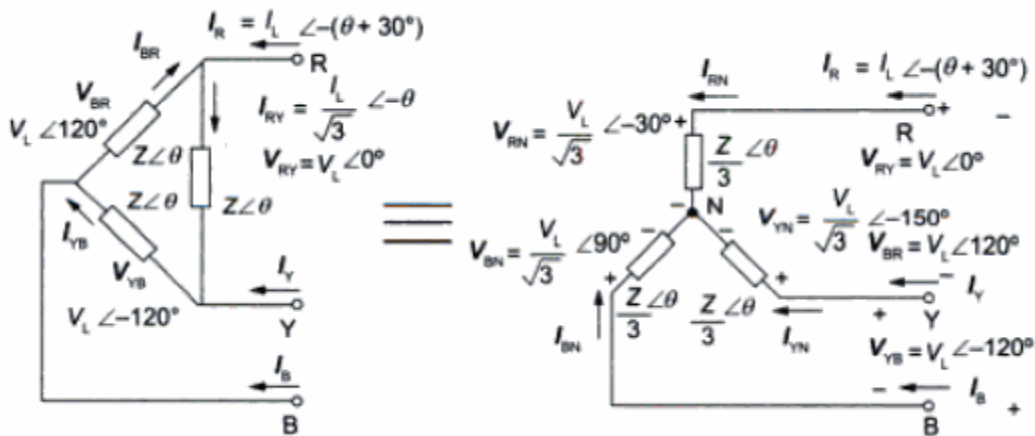 I_R = I_L ∠-(θ + 30°)
I_BR
R
V_BR
I_RY = I_L/√3 ∠-θ
V_L ∠120°
Z∠θ
V_RY = V_L ∠0°
Z∠θ
Z∠θ
I_YB
V_YB
I_Y
V_L ∠-120°
Y
I_B
B
I_RN
I_R = I_L ∠-(θ + 30°)
V_RN = V_L/√3 ∠-30° +
+
R
-
Z/3 ∠θ
V_RY = V_L ∠0°
- N
V_YN = V_L/√3 ∠-150°
V_BN = V_L/√3 ∠90°
- -
V_BR = V_L ∠120°
+ +
- I_Y
Z/3 ∠θ
Z/3 ∠θ
+ Y
I_BN
I_YN
V_YB = V_L ∠-120°
- I_B
B +